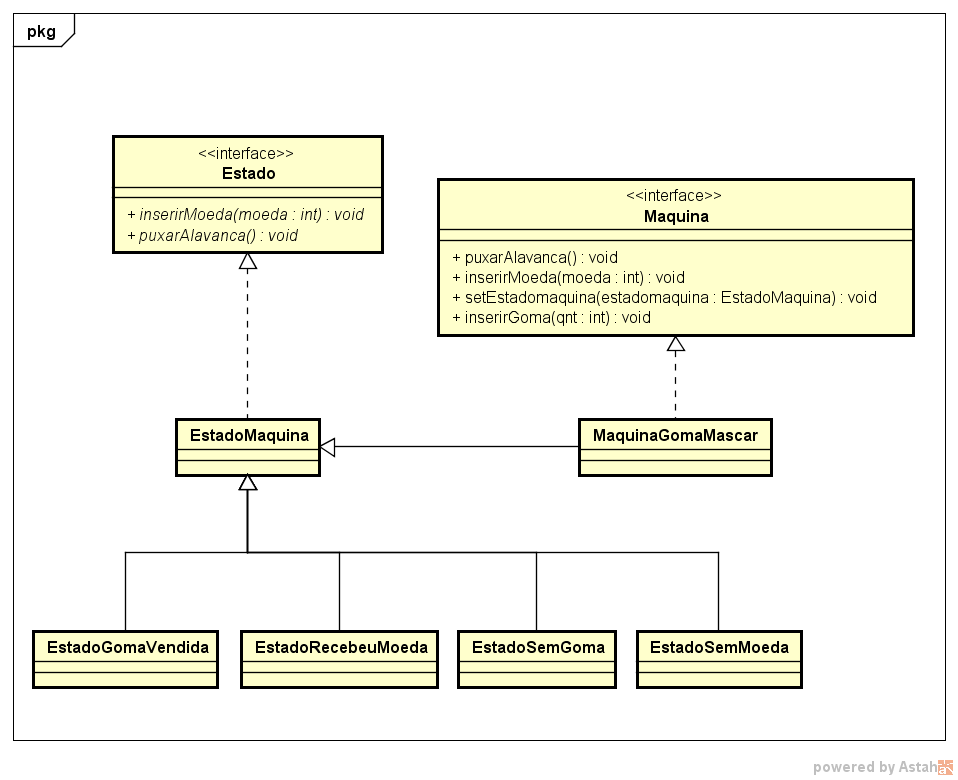 pkg
<<interface>>
Estado
+ inserirMoeda(moeda : int) : void
+ puxarAlavanca() : void
<<interface>>
Maquina
+ puxarAlavanca() : void
+ inserirMoeda(moeda : int) : void
+ setEstadomaquina(estadomaquina : EstadoMaquina) : void
+ inserirGoma(qnt : int) : void
EstadoMaquina
MaquinaGomaMascar
EstadoGomaVendida
EstadoRecebeuMoeda
EstadoSemGoma
EstadoSemMoeda
powered by Astah